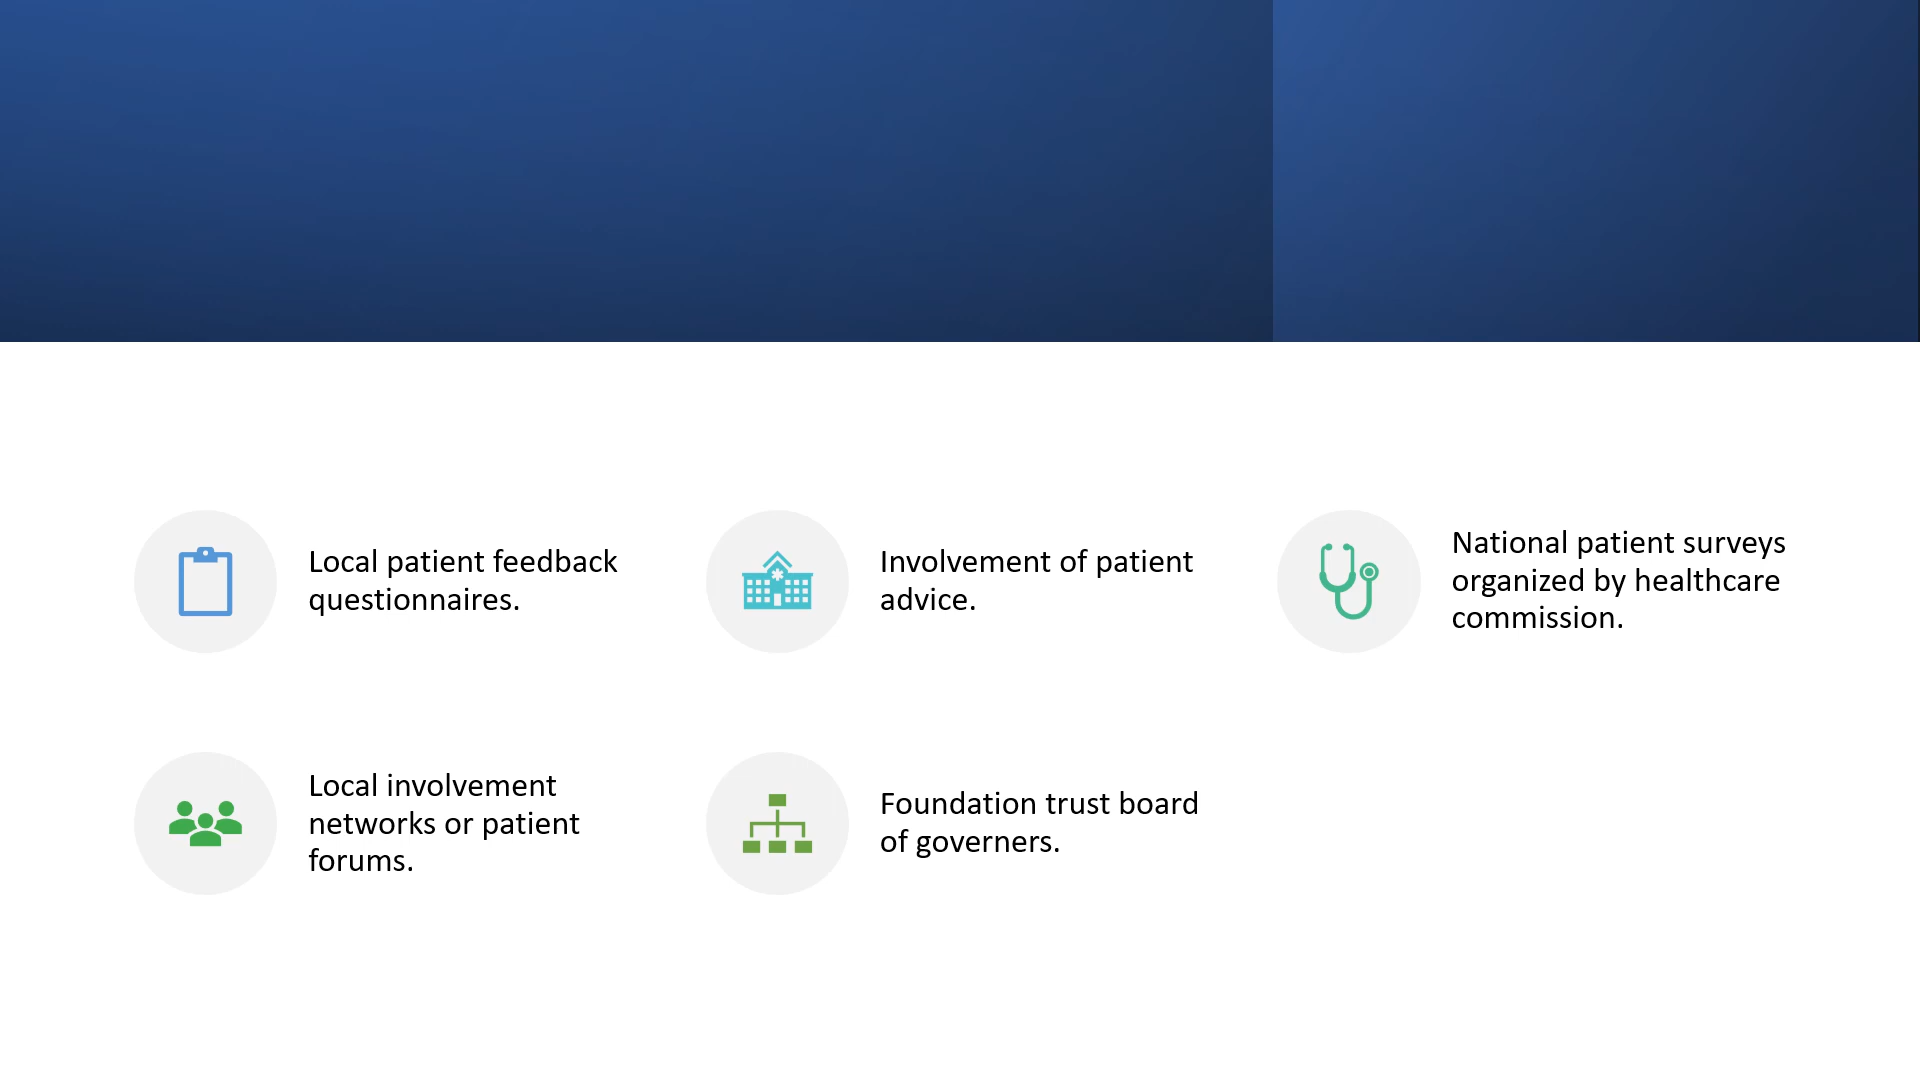 Local patient feedback
questionnaires.
Involvement of patient
advice.
National patient surveys
organized by healthcare
commission.
Local involvement
networks or patient
forums.
Foundation trust board
of governers.